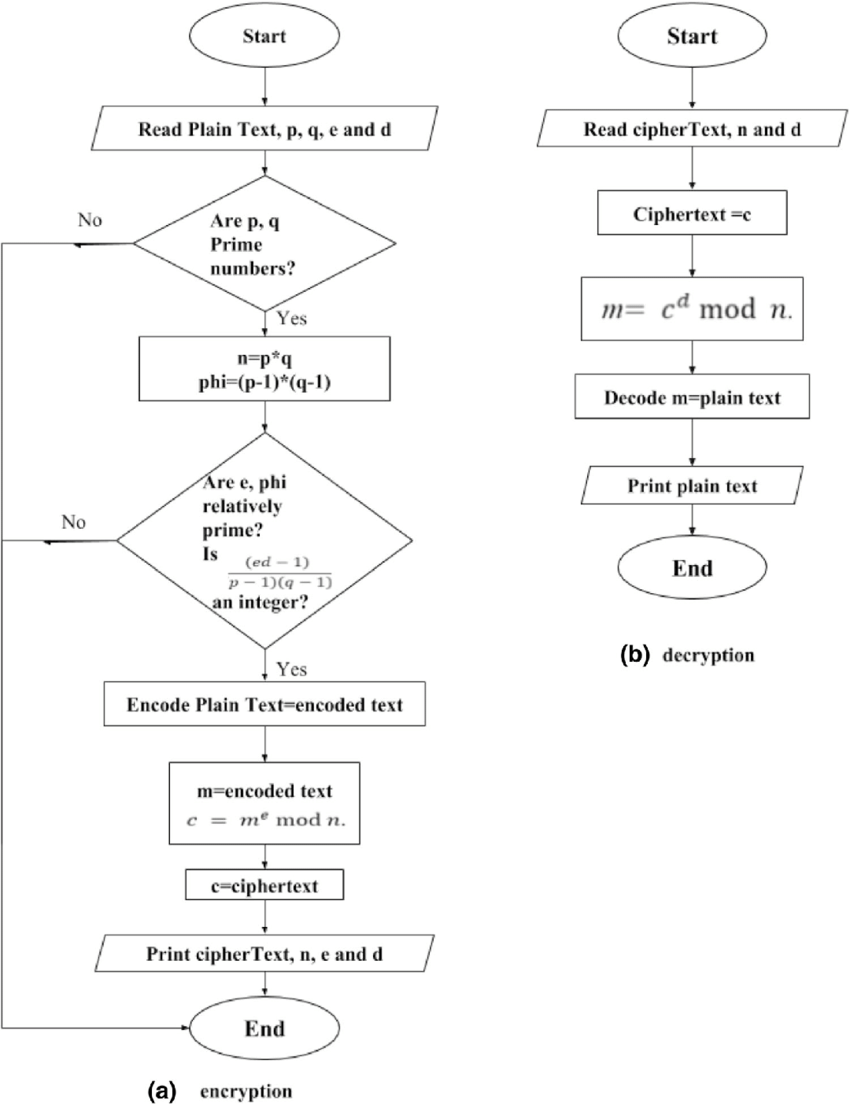 Start
Read Plain Text, p, q, e and d
No
Are p, q
Prime
numbers?
Yes
n=p*q
phi=(p-1)*(q-1)
No
Are e, phi
relatively
prime?
Is
(ed − 1)
p − 1)(q − 1)
an integer?
Yes
Encode Plain Text=encoded text
m=encoded text
c = m^e mod n.
c=ciphertext
Print cipherText, n, e and d
End
(a) encryption
Start
Read cipherText, n and d
Ciphertext =c
m= c^d mod n.
Decode m=plain text
Print plain text
End
(b) decryption